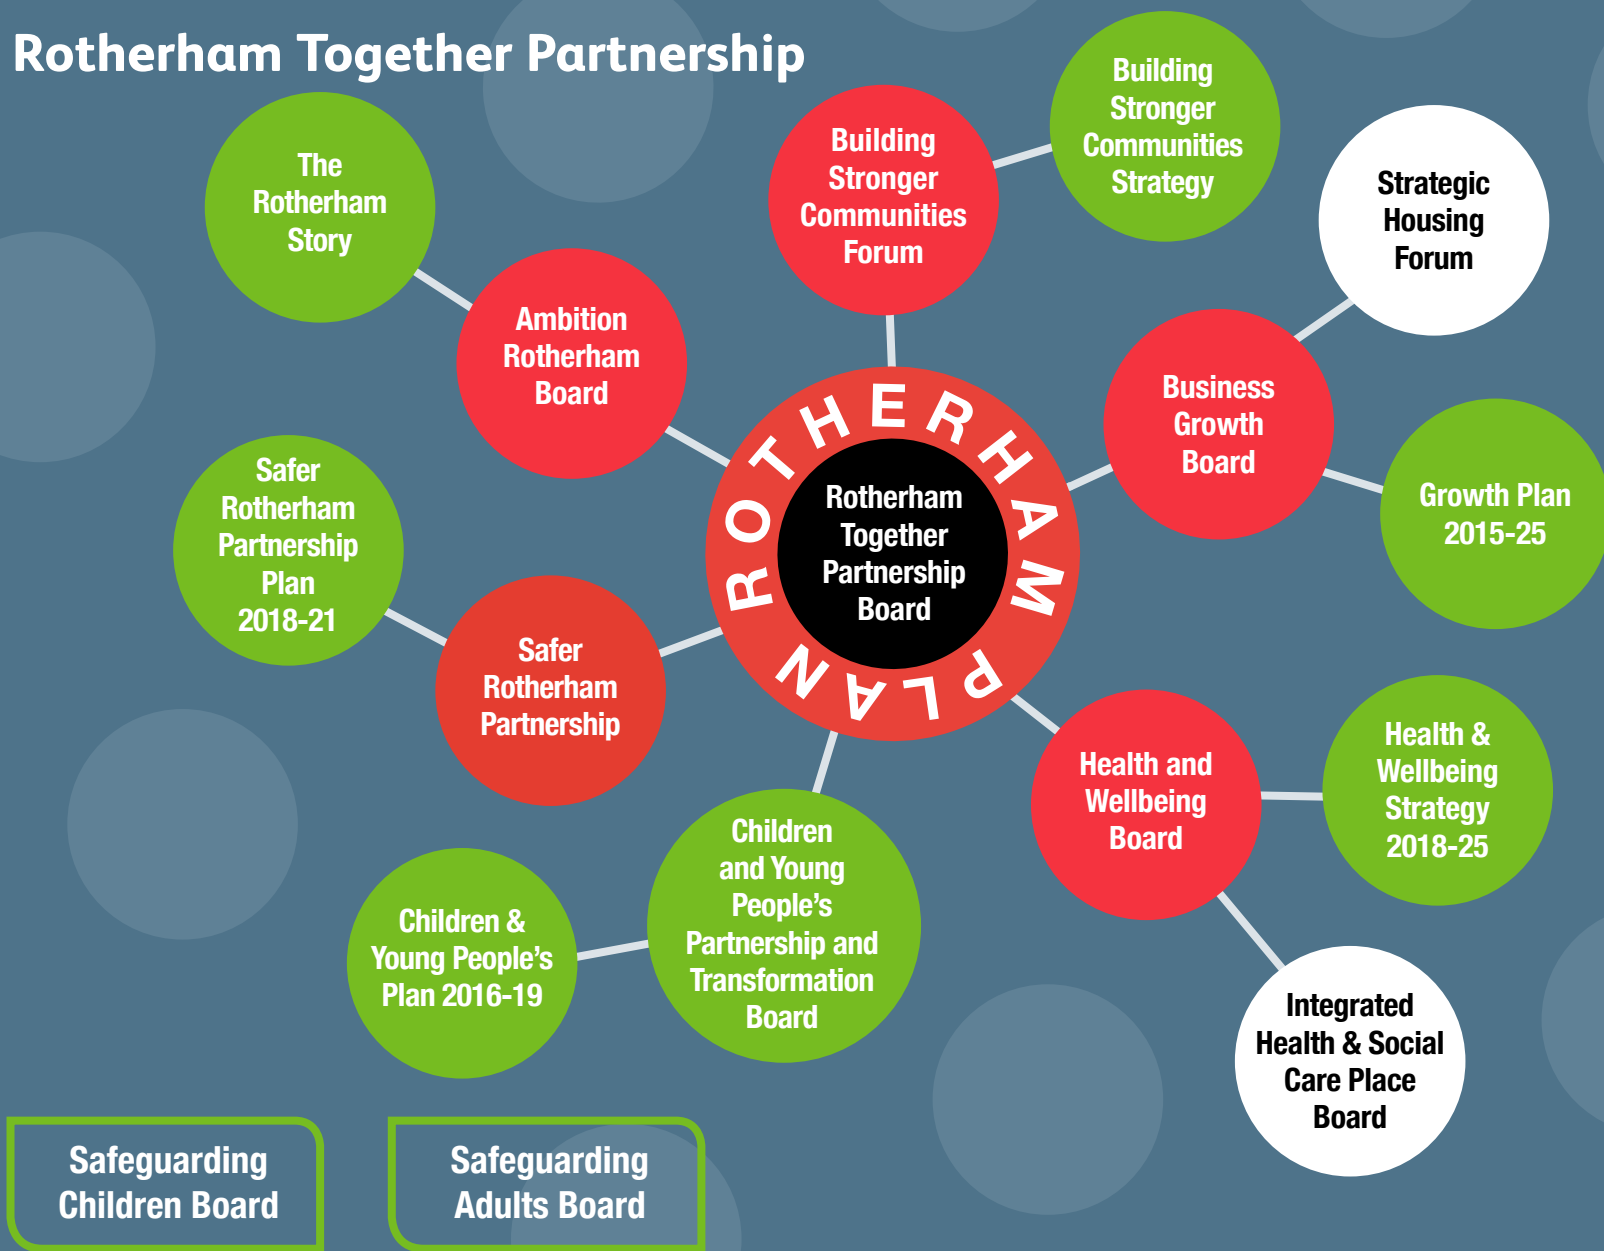 Rotherham Together Partnership
The
Rotherham
Story
Building
Stronger
Communities
Forum
Building
Stronger
Communities
Strategy
Strategic
Housing
Forum
Ambition
Rotherham
Board
Business
Growth
Board
Growth Plan
2015-25
ROTHERHAM PLAN
Rotherham
Together
Partnership
Board
Safer
Rotherham
Partnership
Plan
2018-21
Safer
Rotherham
Partnership
Health and
Wellbeing
Board
Health &
Wellbeing
Strategy
2018-25
Children
and Young
People’s
Partnership and
Transformation
Board
Children &
Young People’s
Plan 2016-19
Integrated
Health & Social
Care Place
Board
Safeguarding
Children Board
Safeguarding
Adults Board